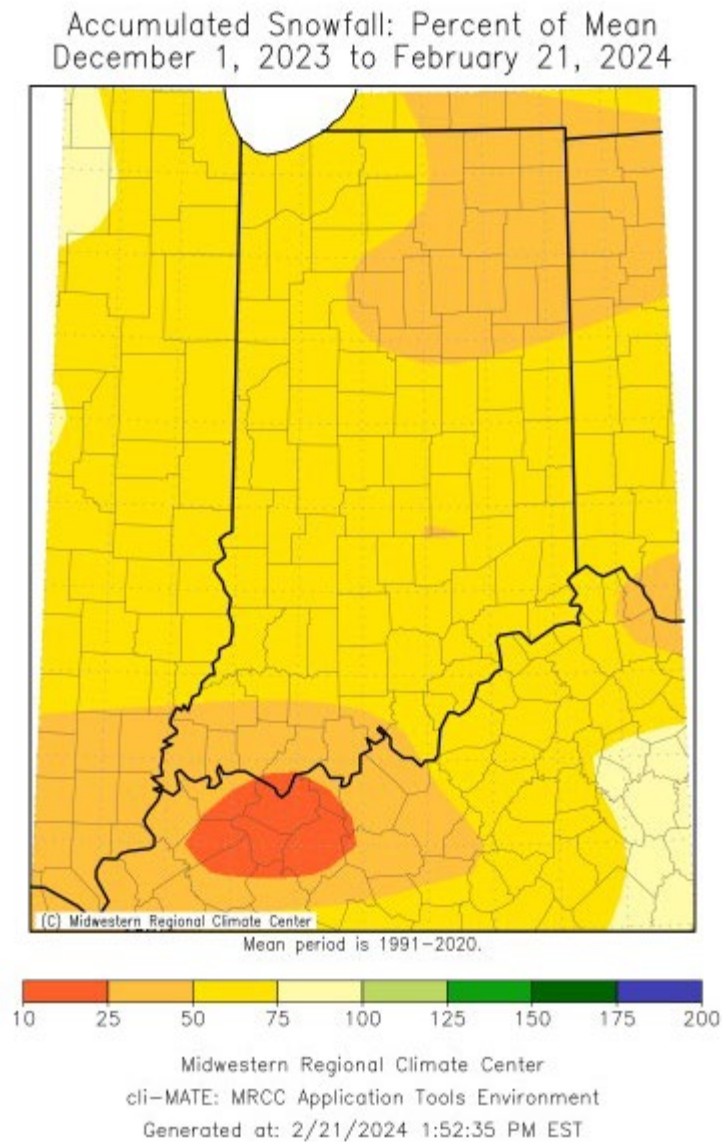 Accumulated Snowfall: Percent of Mean
December 1, 2023 to February 21, 2024
(C) Midwestern Regional Climate Center
Mean period is 1991-2020.
10 25 50 75 100 125 150 175 200
Midwestern Regional Climate Center
cli-MATE: MRCC Application Tools Environment
Generated at: 2/21/2024 1:52:35 PM EST